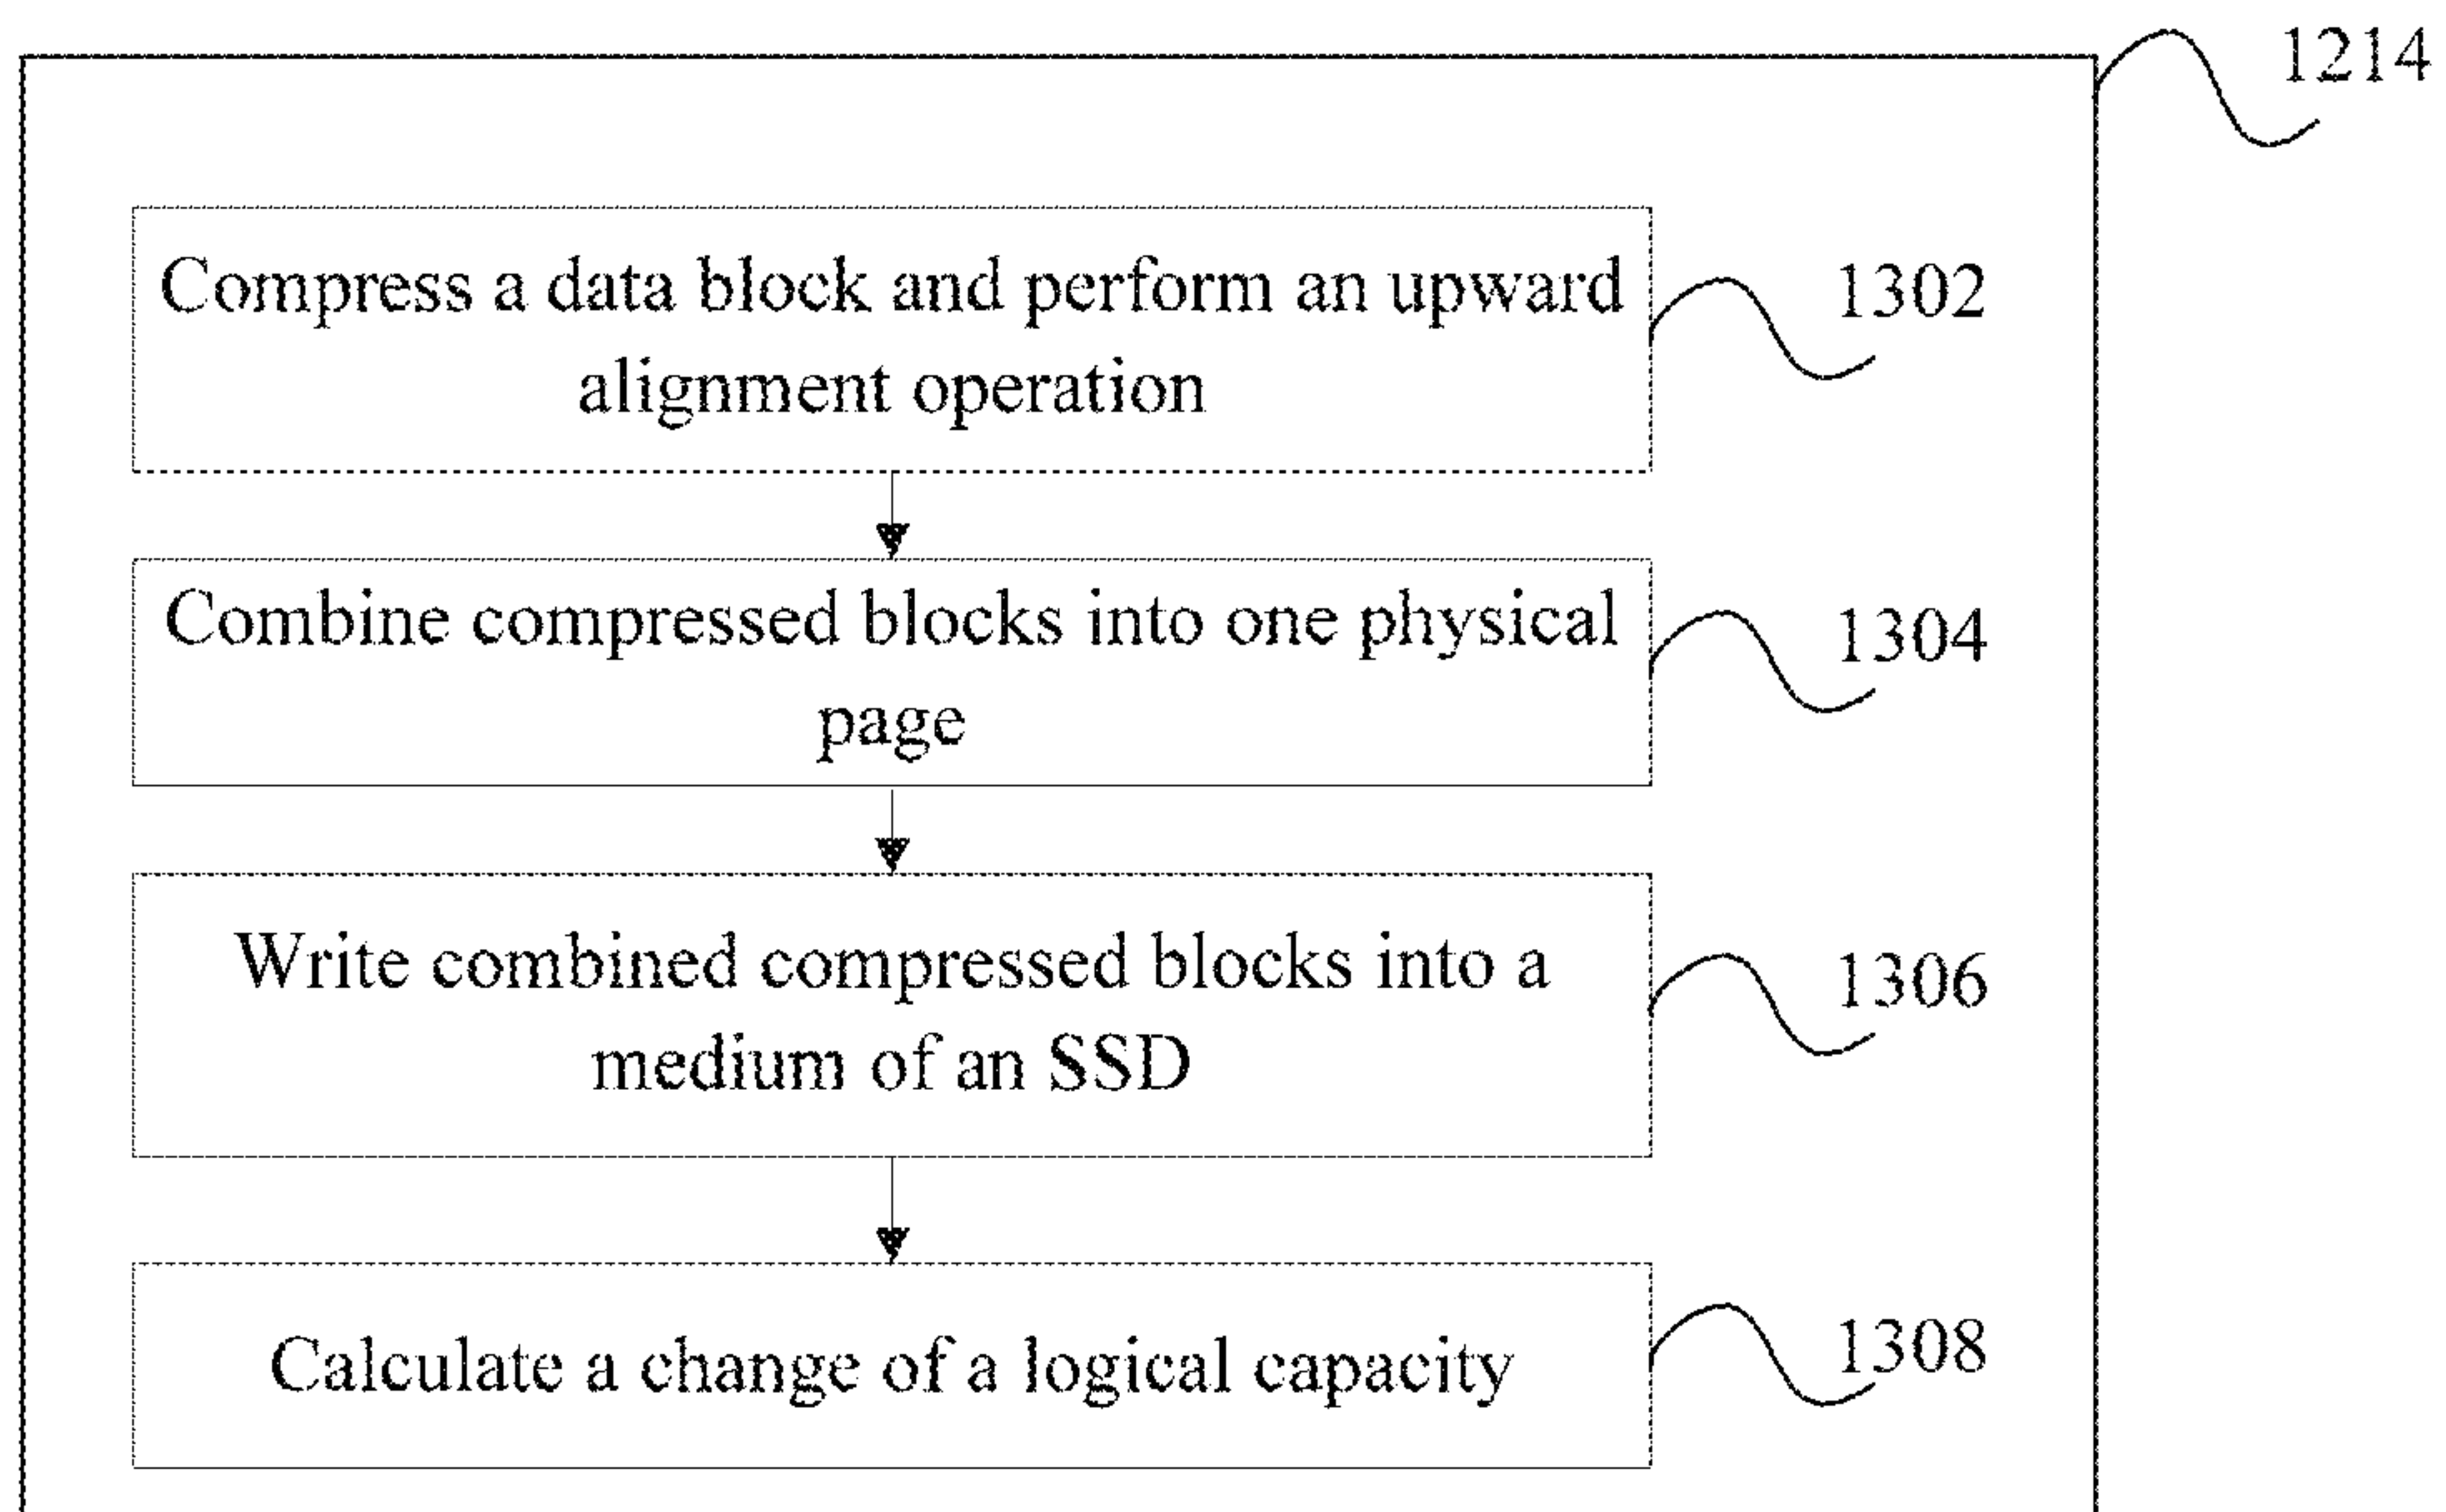 1214
Compress a data block and perform an upward
alignment operation
1302
Combine compressed blocks into one physical
page
1304
Write combined compressed blocks into a
medium of an SSD
1306
Calculate a change of a logical capacity
1308